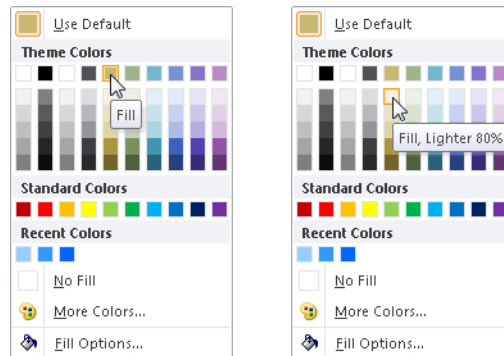 Use Default
Theme Colors
Fill
Standard Colors
Recent Colors
No Fill
More Colors...
Fill Options...
Use Default
Theme Colors
Fill, Lighter 80%
Standard Colors
Recent Colors
No Fill
More Colors...
Fill Options...